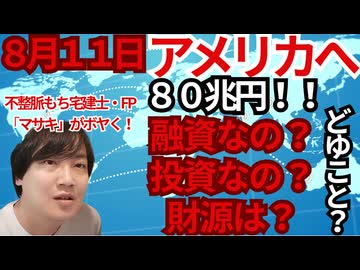 8月11日アメリカへ
不整脈もち宅建士・FP
「マサキ」がボヤく!
80兆円!!
融資なの?
投資なの?
財源は?
どゆこと?